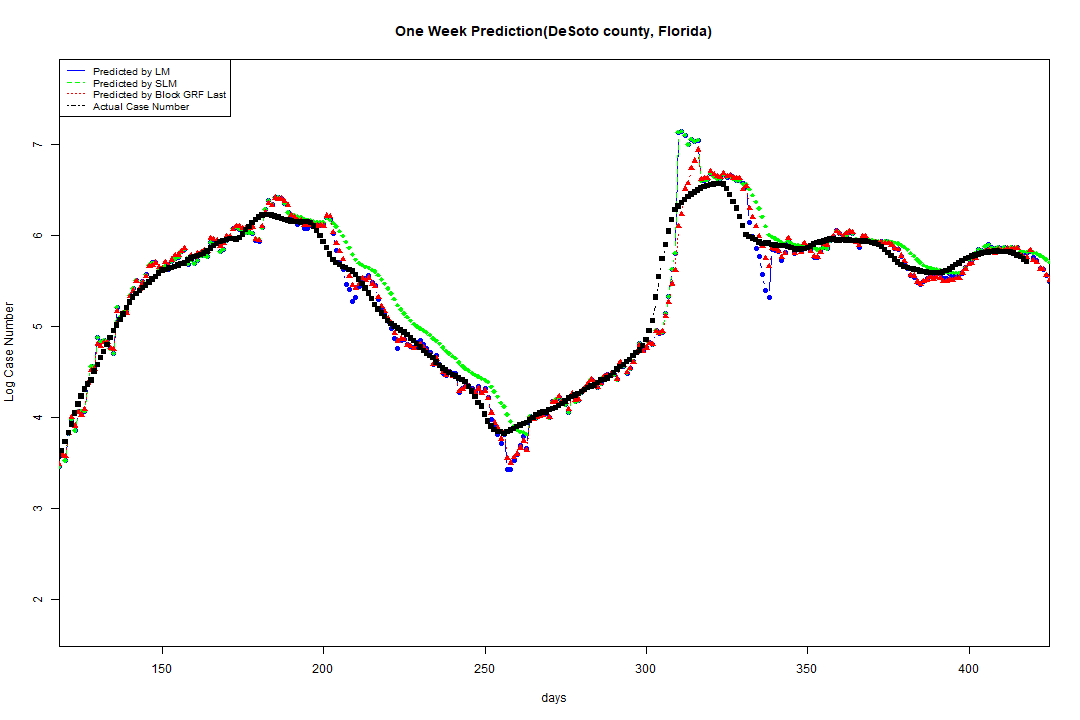 One Week Prediction(DeSoto county, Florida)
Predicted by LM
Predicted by SLM
Predicted by Block GRF Last
Actual Case Number
7
6
5
4
3
2
Log Case Number
150 200 250 300 350 400
days